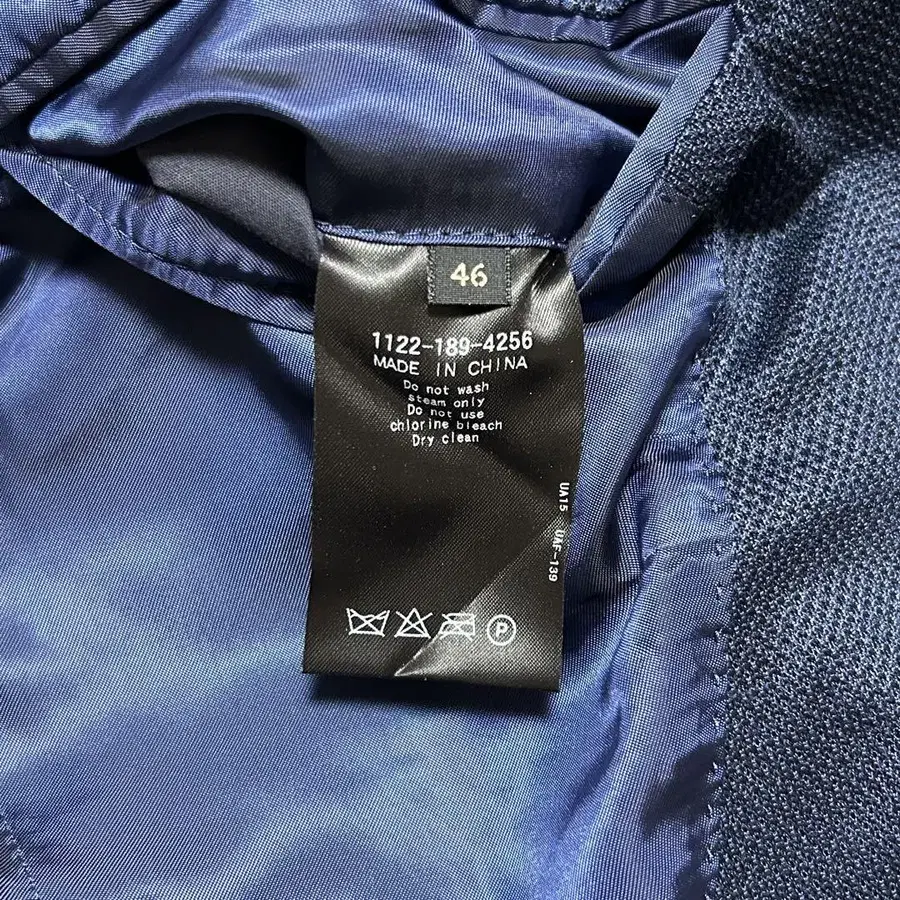 46
1122-189-4256
MADE IN CHINA
Do not wash
steam only
Do not use
chlorine bleach
Dry clean
UA15 UAF-139
P